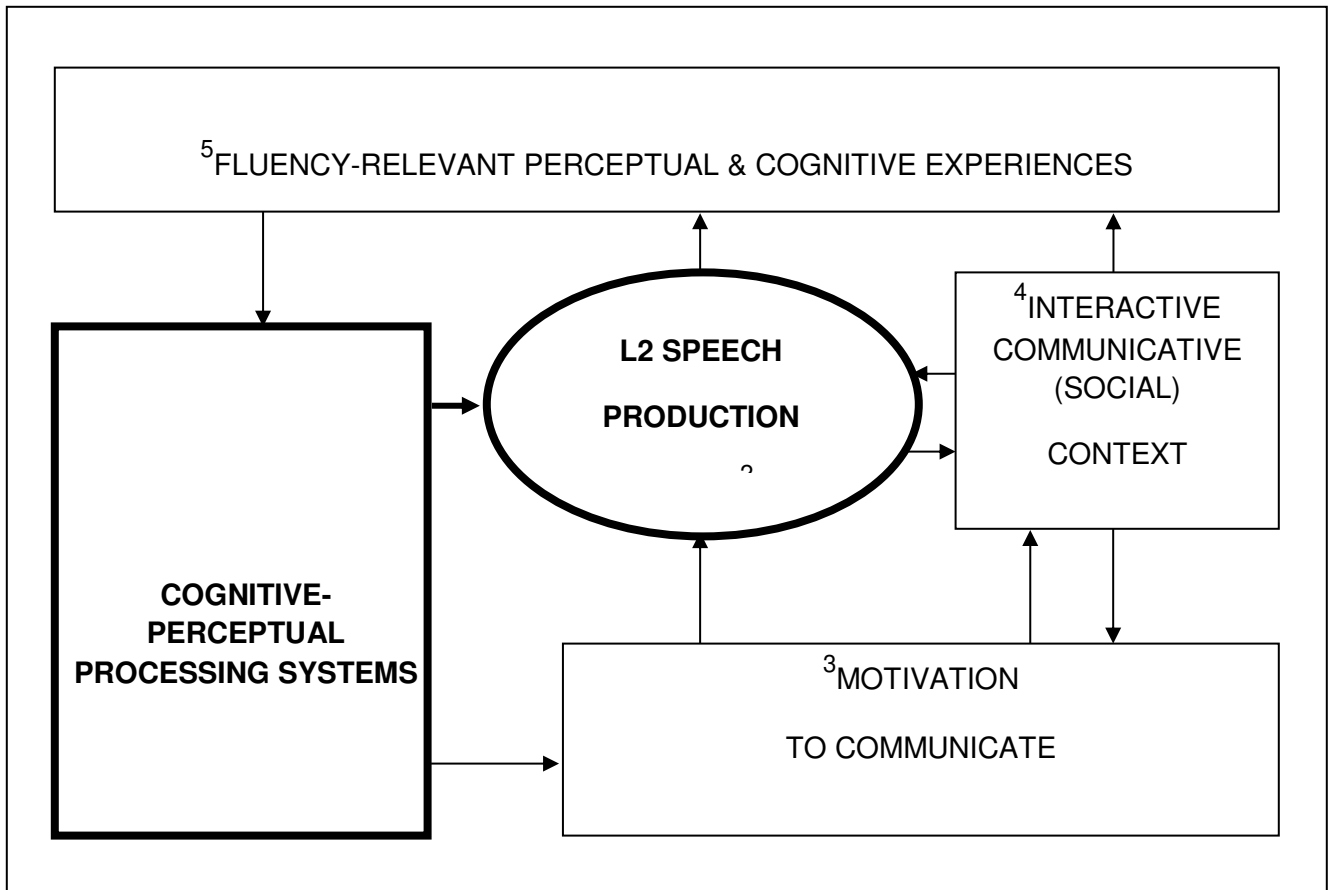 5FLUENCY-RELEVANT PERCEPTUAL & COGNITIVE EXPERIENCES
4INTERACTIVE
COMMUNICATIVE
(SOCIAL)
CONTEXT
L2 SPEECH
PRODUCTION
COGNITIVE-
PERCEPTUAL
PROCESSING SYSTEMS
3MOTIVATION
TO COMMUNICATE